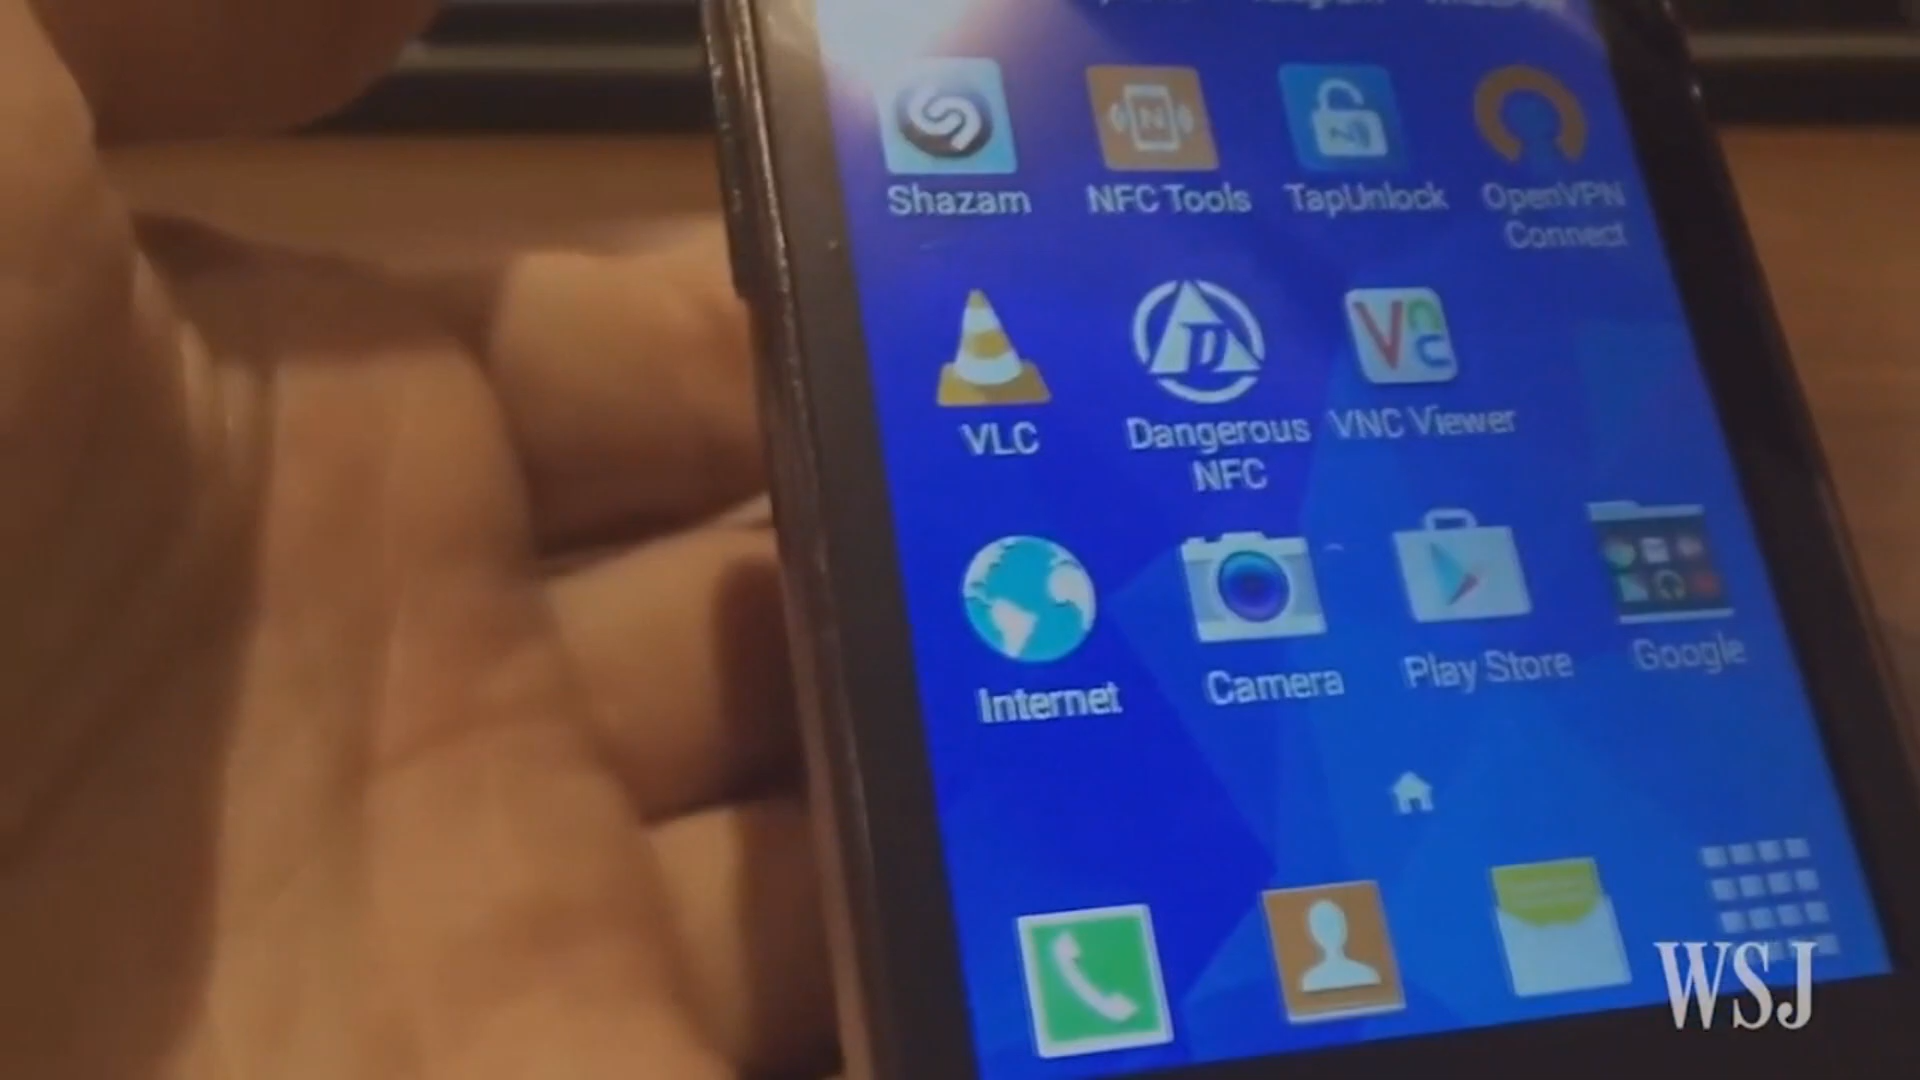 Shazam
NFC Tools
TapUnlock
OpenVPN
Connect
VLC
Dangerous
NFC
VNC Viewer
Internet
Camera
Play Store
Google
WSJ